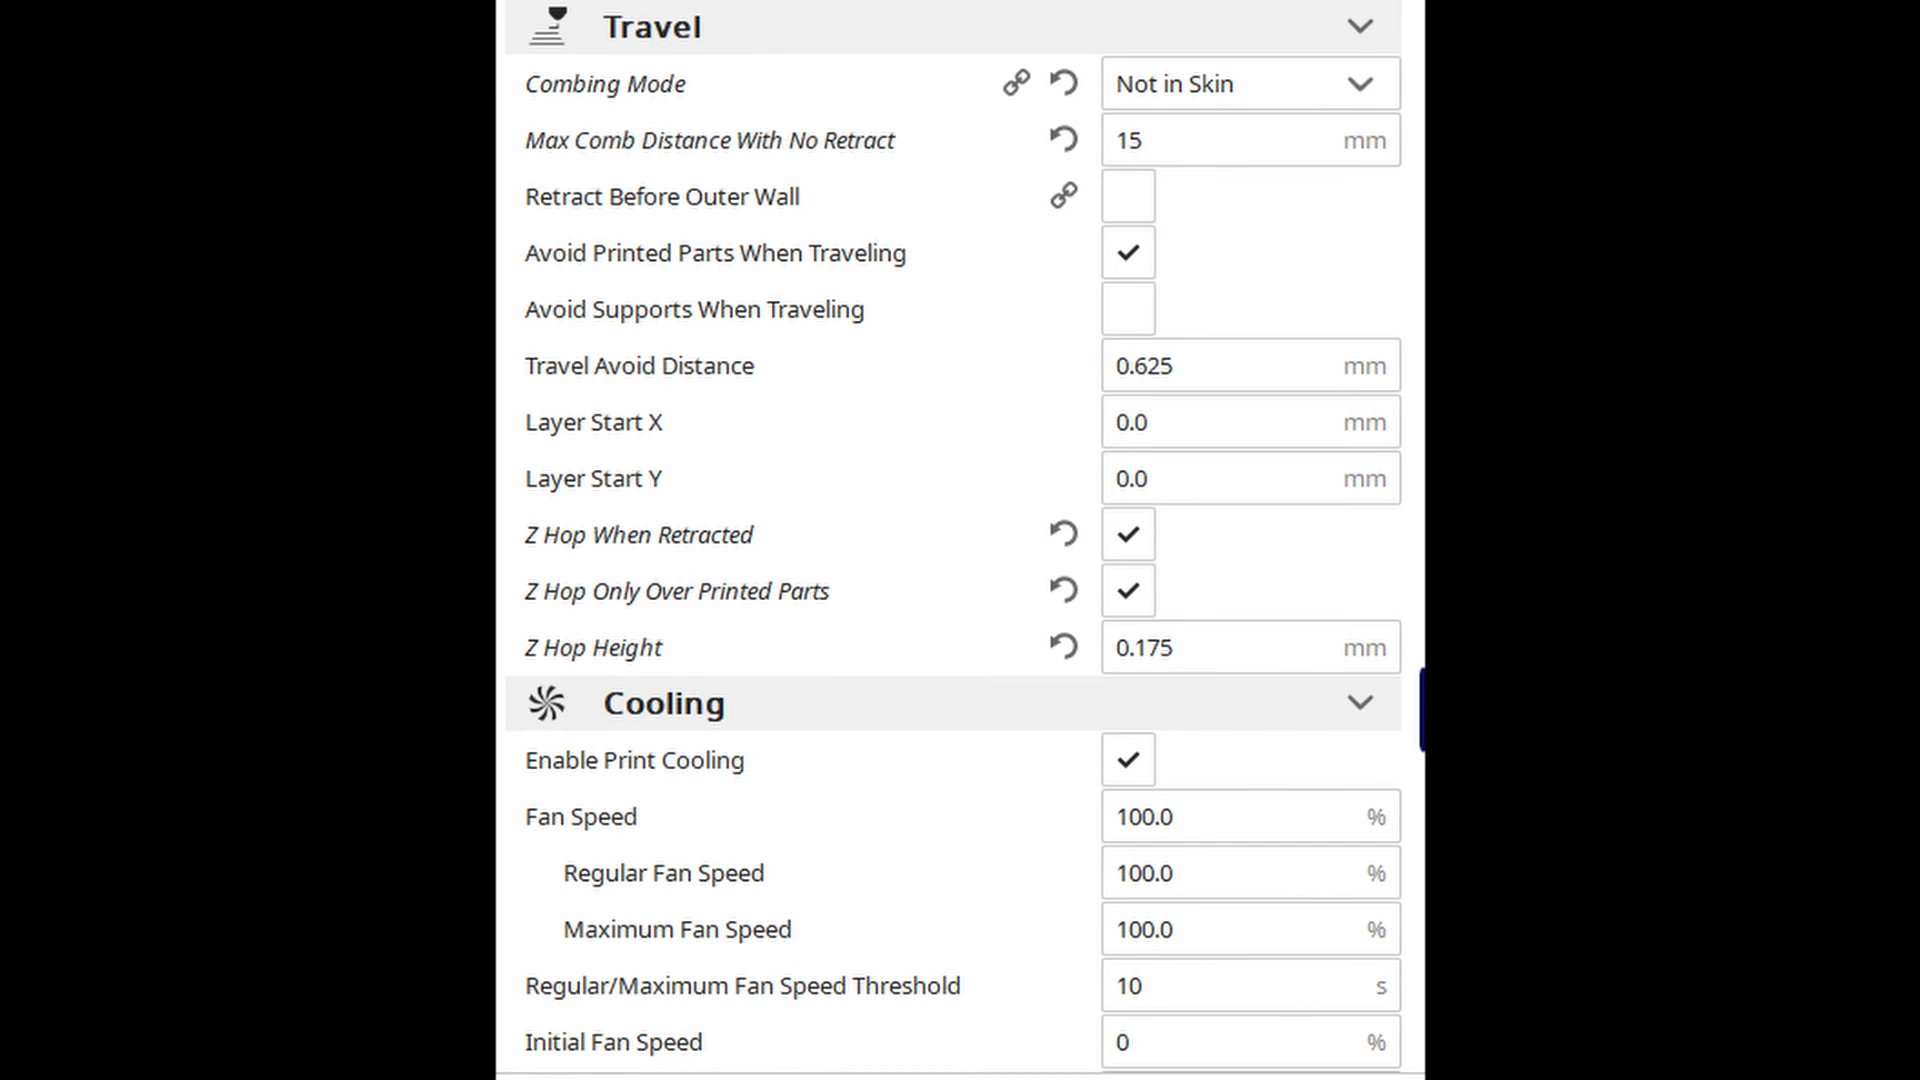 Travel
Combing Mode Not in Skin
Max Comb Distance With No Retract 15 mm
Retract Before Outer Wall
Avoid Printed Parts When Traveling
Avoid Supports When Traveling
Travel Avoid Distance 0.625 mm
Layer Start X 0.0 mm
Layer Start Y 0.0 mm
Z Hop When Retracted
Z Hop Only Over Printed Parts
Z Hop Height 0.175 mm
Cooling
Enable Print Cooling
Fan Speed 100.0 %
Regular Fan Speed 100.0 %
Maximum Fan Speed 100.0 %
Regular/Maximum Fan Speed Threshold 10 s
Initial Fan Speed 0 %